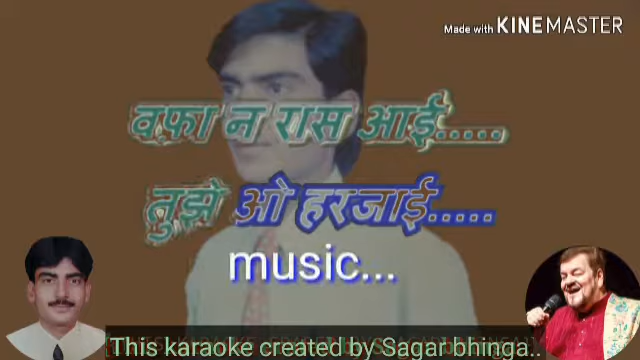 Made with KINEMASTER
वफ़ा न रास आई.....
तुझे ओ हरजाई.....
music...
This karaoke created by Sagar bhinga.